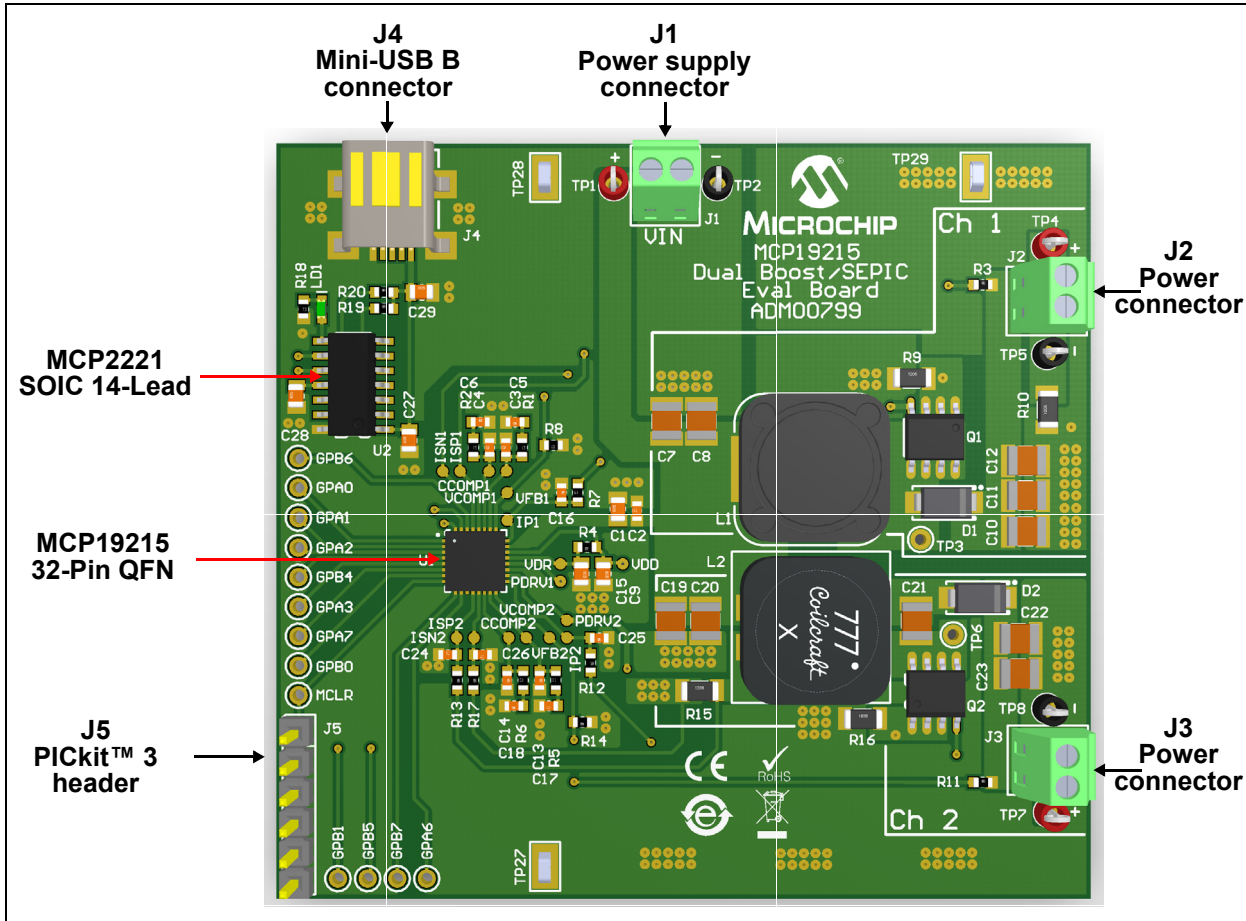 J4
Mini-USB B
connector
J1
Power supply
connector
TP28
TP1
+
-
TP2
J1
VIN
TP29
J4
MICROCHIP
MCP19215
Dual Boost/SEPIC
Eval Board
ADM00799
Ch 1
TP4
+
J2
R3
J2
Power
connector
TP5
-
R18
LD1
R20
R19
C29
MCP2221
SOIC 14-Lead
C28
U2
C27
C6
C4
R2
C5
C3
R1
R8
ISN1
ISP1
CCOMP1
VCOMP1
VFB1
C16
R7
IP1
C1
C2
C7
C8
L1
R9
Q1
R10
C12
C11
C10
D1
TP3
GPB6
GPA0
GPA1
GPA2
GPB4
GPA3
GPA7
GPB0
MCLR
MCP19215
32-Pin QFN
R4
VDR
VDD
PDRV1
C15
C9
L2
C19
C20
777
Coilcraft
X
C21
D2
C22
TP6
C23
Q2
TP8
-
ISP2
ISN2
VCOMP2
CCOMP2
PDRV2
C24
C26
VFB2
IP2
C25
R12
R13
R17
C14
C18
R6
C13
C17
R5
R14
R15
R16
J5
PICkit™ 3
header
J5
GPB1
GPB5
GPB7
GPA6
TP27
CE
RoHS
e
R11
J3
TP7
+
Ch 2
J3
Power
connector